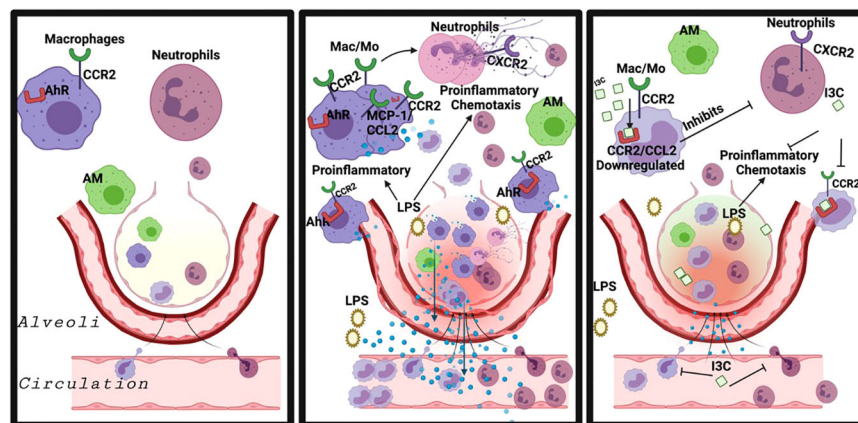 Macrophages
CCR2
AhR
Neutrophils
AM
Alveoli
Circulation
Mac/Mo
CCR2
AhR
MCP-1/
CCL2
CCR2
Neutrophils
CXCR2
Proinflammatory
Chemotaxis
AM
CCR2
Proinflammatory
CCR2
AhR
AhR
LPS
LPS
AM
Neutrophils
CXCR2
I3C
Mac/Mo
CCR2
I3C
Inhibits
CCR2/CCL2
Downregulated
Proinflammatory
Chemotaxis
CCR2
LPS
LPS
I3C